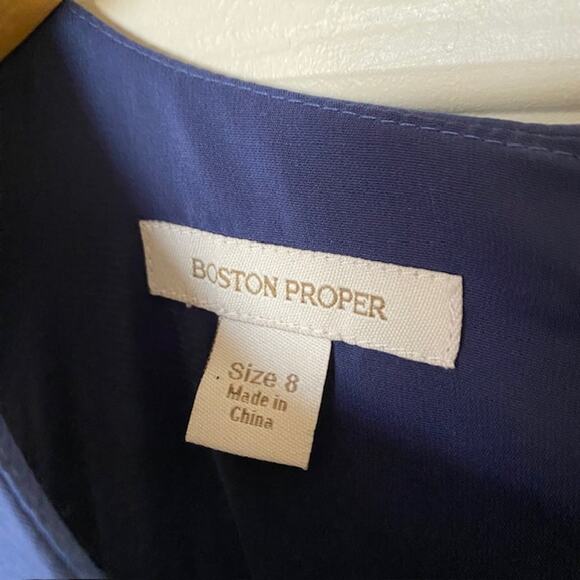 BOSTON PROPER
Size 8
Made in
China